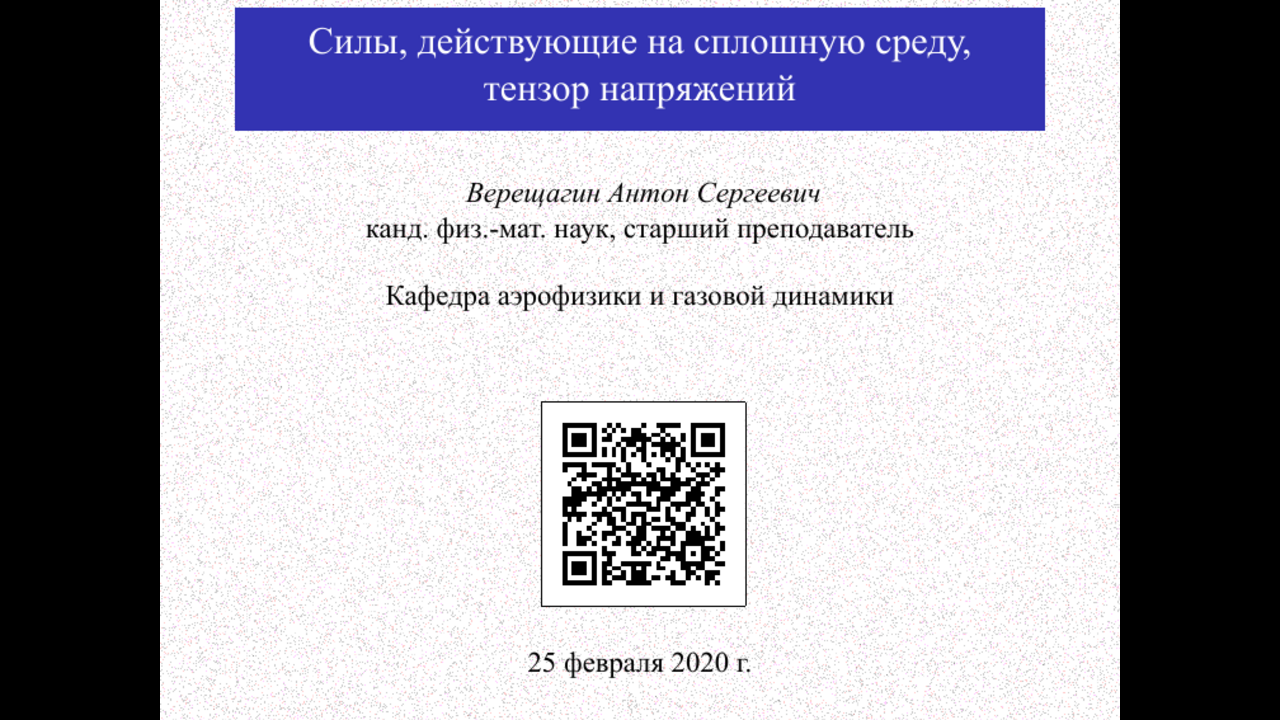 Силы, действующие на сплошную среду,
тензор напряжений
Верещагин Антон Сергеевич
канд. физ.-мат. наук, старший преподаватель
Кафедра аэрофизики и газовой динамики
25 февраля 2020 г.